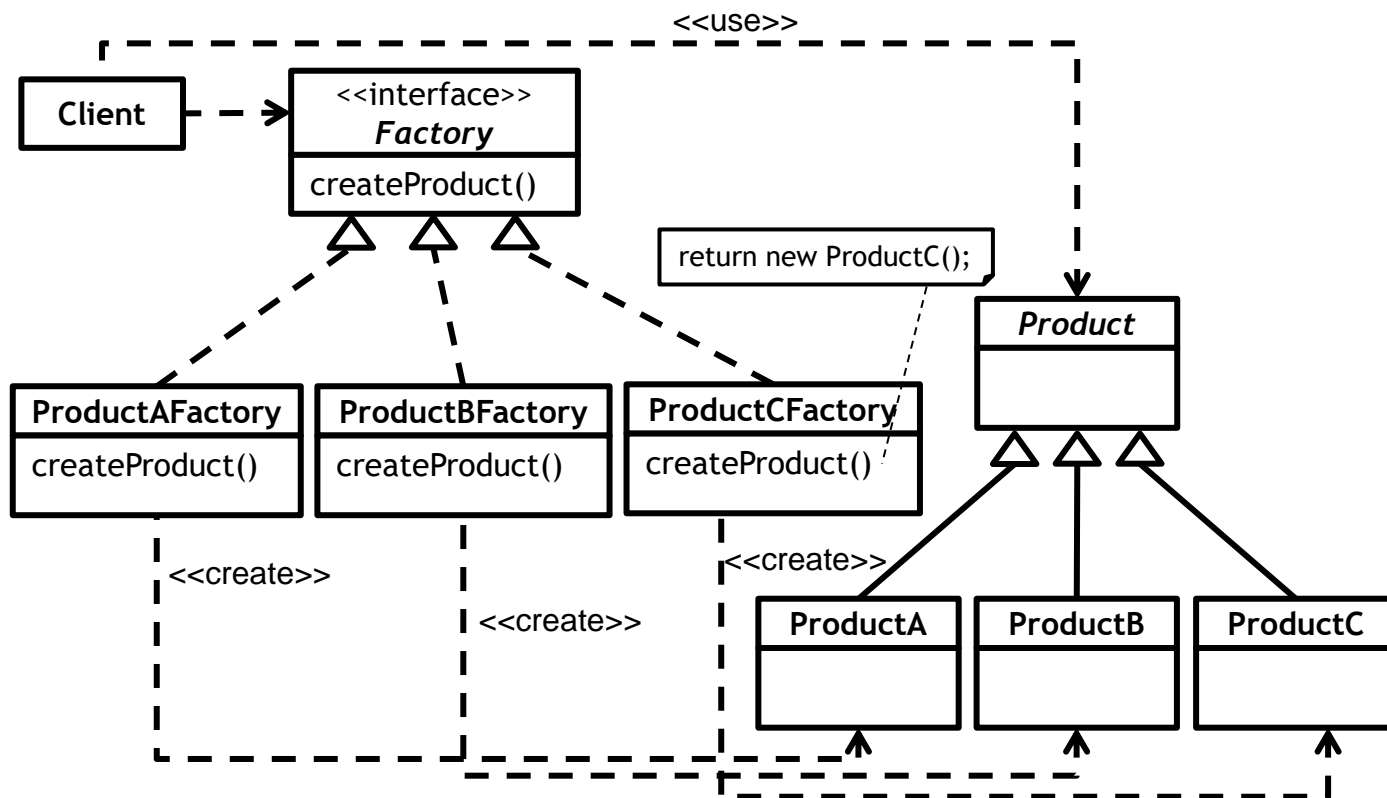 <<use>>
Client
<<interface>>
Factory
createProduct()
return new ProductC();
Product
ProductAFactory
createProduct()
ProductBFactory
createProduct()
ProductCFactory
createProduct()
<<create>>
<<create>>
<<create>>
ProductA
ProductB
ProductC